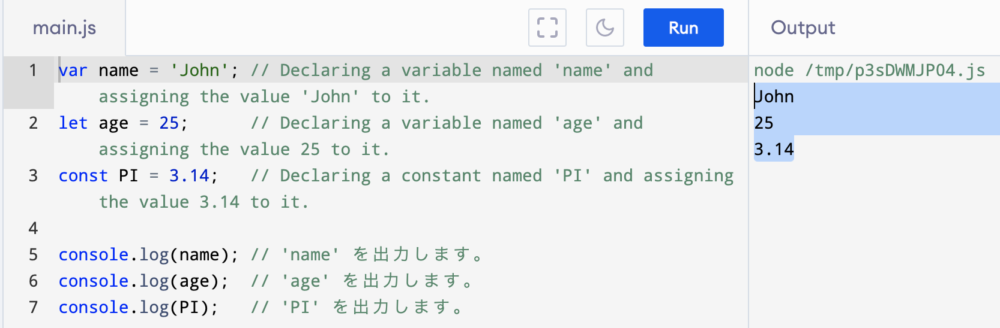 main.js
Run
Output
1 var name = 'John'; // Declaring a variable named 'name' and
assigning the value 'John' to it.
2 let age = 25;      // Declaring a variable named 'age' and
assigning the value 25 to it.
3 const PI = 3.14;   // Declaring a constant named 'PI' and assigning
the value 3.14 to it.
4
5 console.log(name); // 'name' を出力します。
6 console.log(age);  // 'age' を出力します。
7 console.log(PI);   // 'PI' を出力します。
node /tmp/p3sDWMJP04.js
John
25
3.14